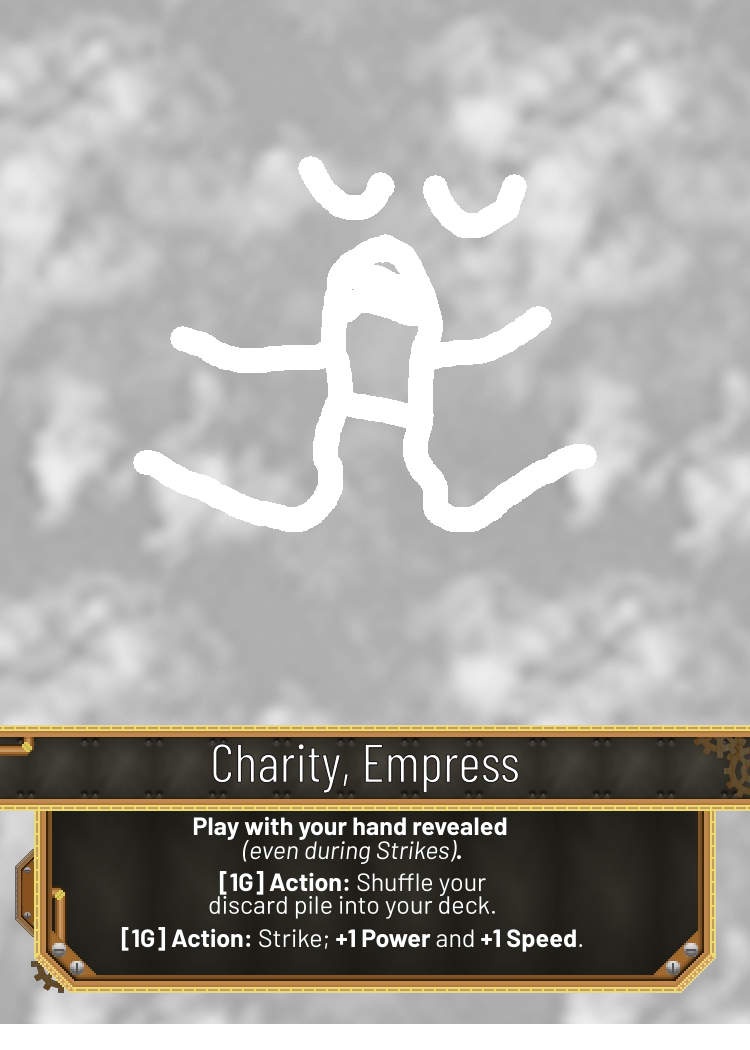 Charity, Empress
Play with your hand revealed
(even during Strikes).
[1G] Action: Shuffle your
discard pile into your deck.
[1G] Action: Strike; +1 Power and +1 Speed.